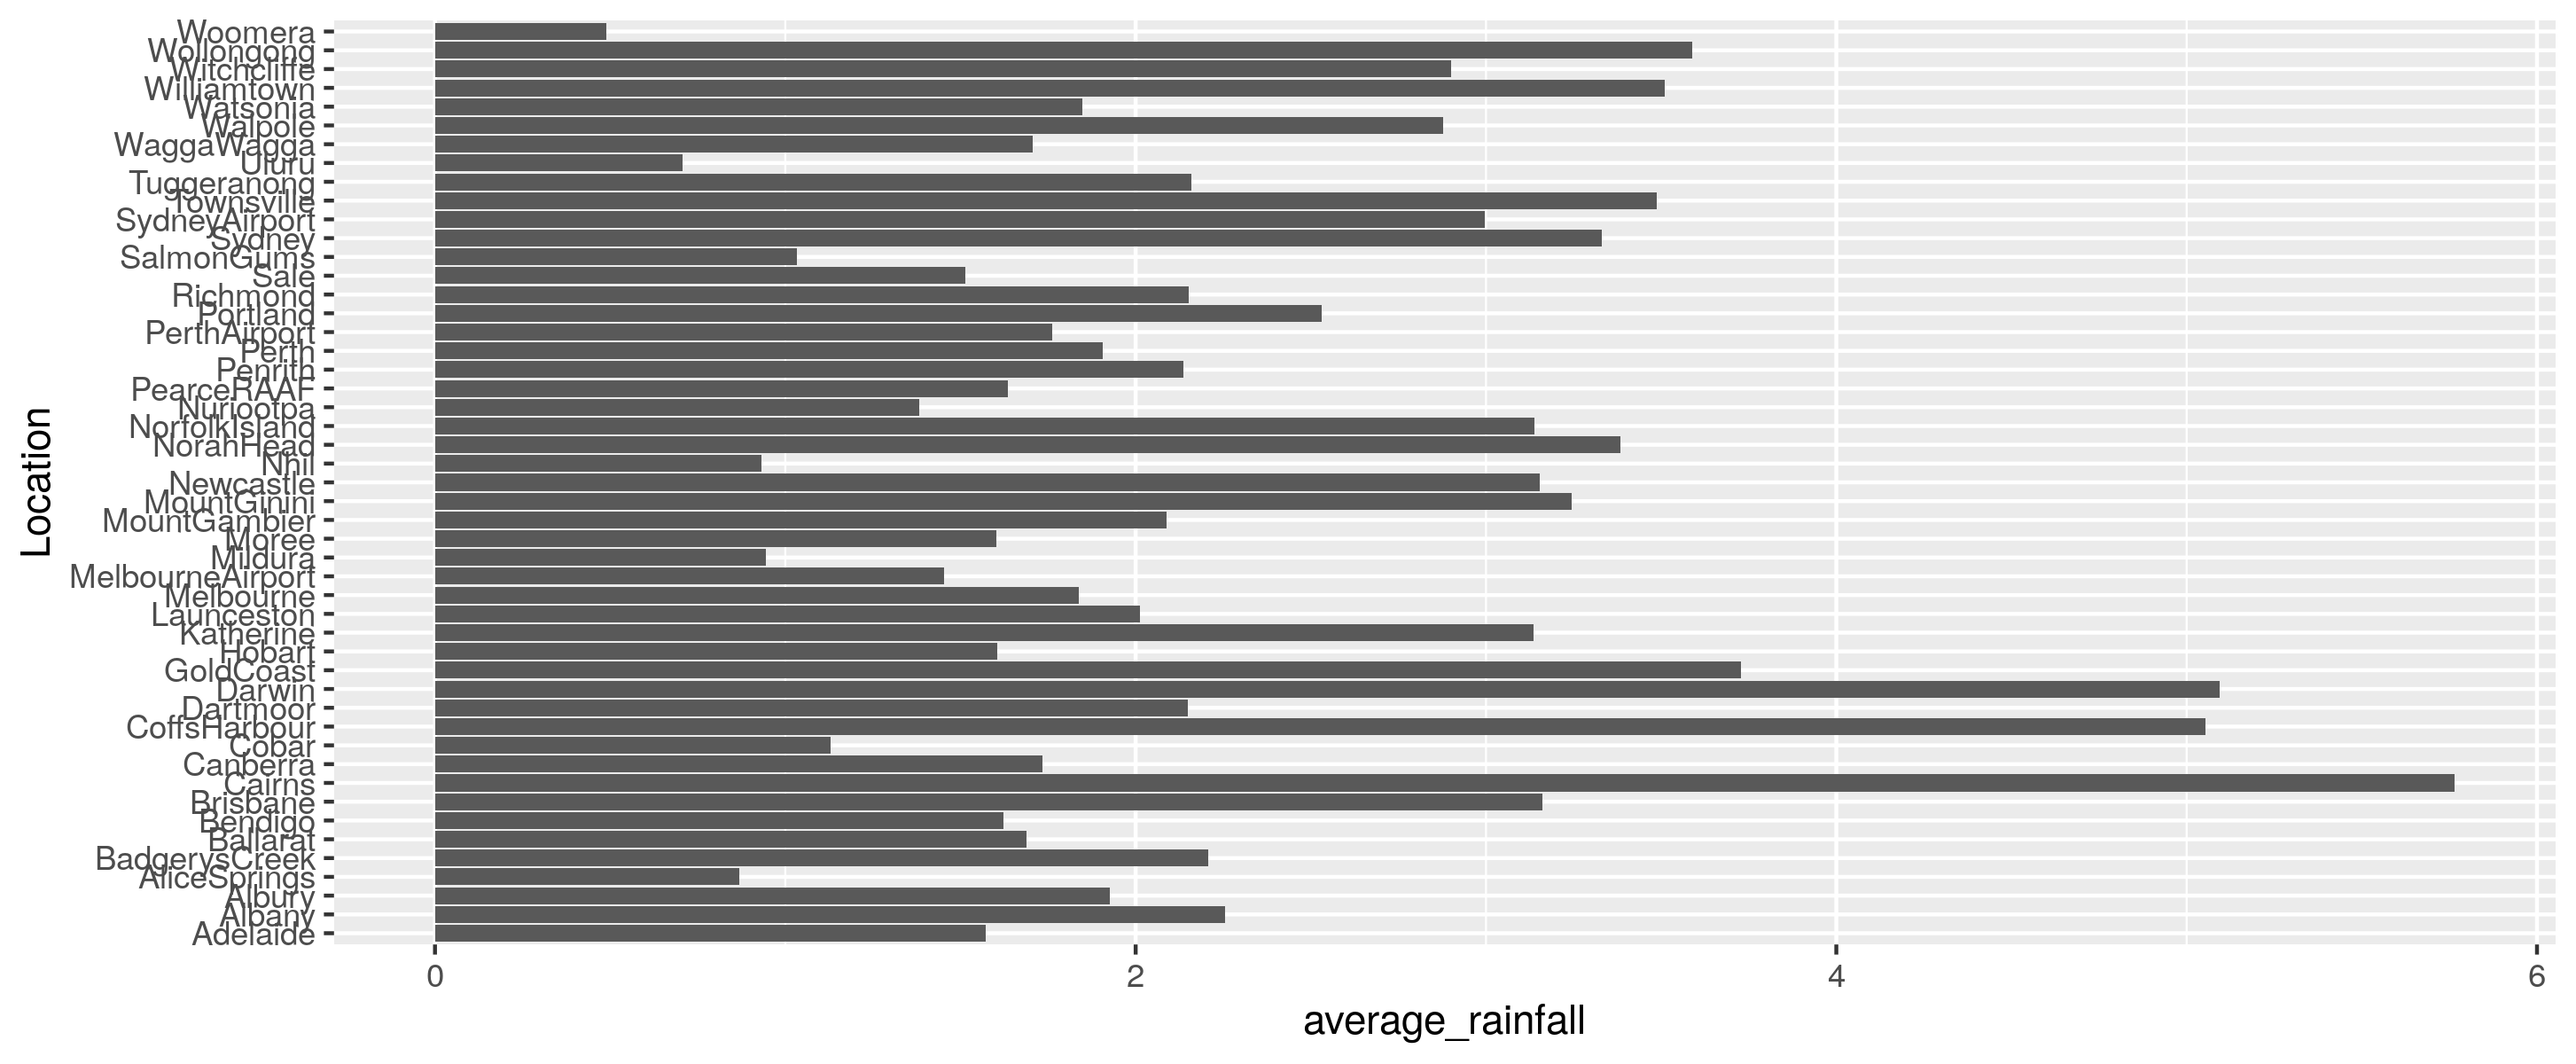 Woomera
Wollongong
Witchcliffe
Williamtown
Watsonia
Walpole
WaggaWagga
Uluru
Tuggeranong
Townsville
SydneyAirport
Sydney
SalmonGums
Sale
Richmond
Portland
PerthAirport
Perth
Penrith
PearceRAAF
Nuriootpa
NorfolkIsland
NorahHead
Nhil
Newcastle
MountGinini
MountGambier
Moree
Mildura
MelbourneAirport
Melbourne
Launceston
Katherine
Hobart
GoldCoast
Darwin
Dartmoor
CoffsHarbour
Cobar
Canberra
Cairns
Brisbane
Bendigo
Ballarat
BadgerysCreek
AliceSprings
Albury
Albany
Adelaide
Location
0 2 4 6
average_rainfall